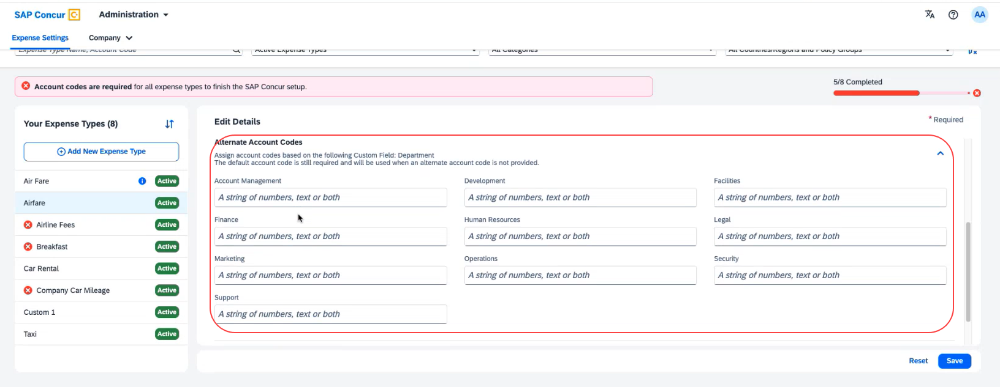 SAP Concur C Administration
AA
Expense Settings Company
Expense Type Name, Account Code Active Expense Types All Categories All Countries/Regions and Policy Groups
Account codes are required for all expense types to finish the SAP Concur setup.
5/8 Completed
Your Expense Types (8)
Add New Expense Type
Air Fare Active
Airfare Active
Airline Fees Active
Breakfast Active
Car Rental Active
Company Car Mileage Active
Custom 1 Active
Taxi Active
Edit Details
* Required
Alternate Account Codes
Assign account codes based on the following Custom Field: Department
The default account code is still required and will be used when an alternate account code is not provided.
Account Management Development Facilities
A string of numbers, text or both A string of numbers, text or both A string of numbers, text or both
Finance Human Resources Legal
A string of numbers, text or both A string of numbers, text or both A string of numbers, text or both
Marketing Operations Security
A string of numbers, text or both A string of numbers, text or both A string of numbers, text or both
Support
A string of numbers, text or both
Reset Save